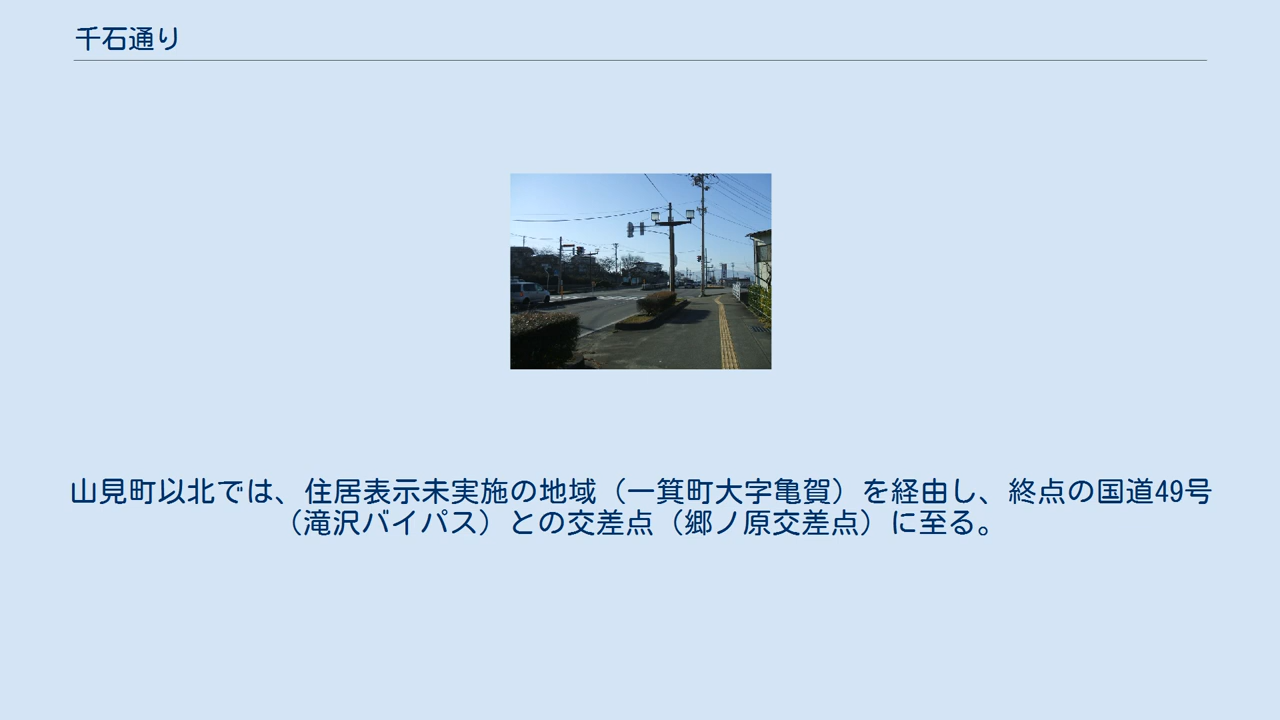 千石通り
山見町以北では、住居表示未実施の地域（一箕町大字亀賀）を経由し、終点の国道49号
（滝沢バイパス）との交差点（郷ノ原交差点）に至る。